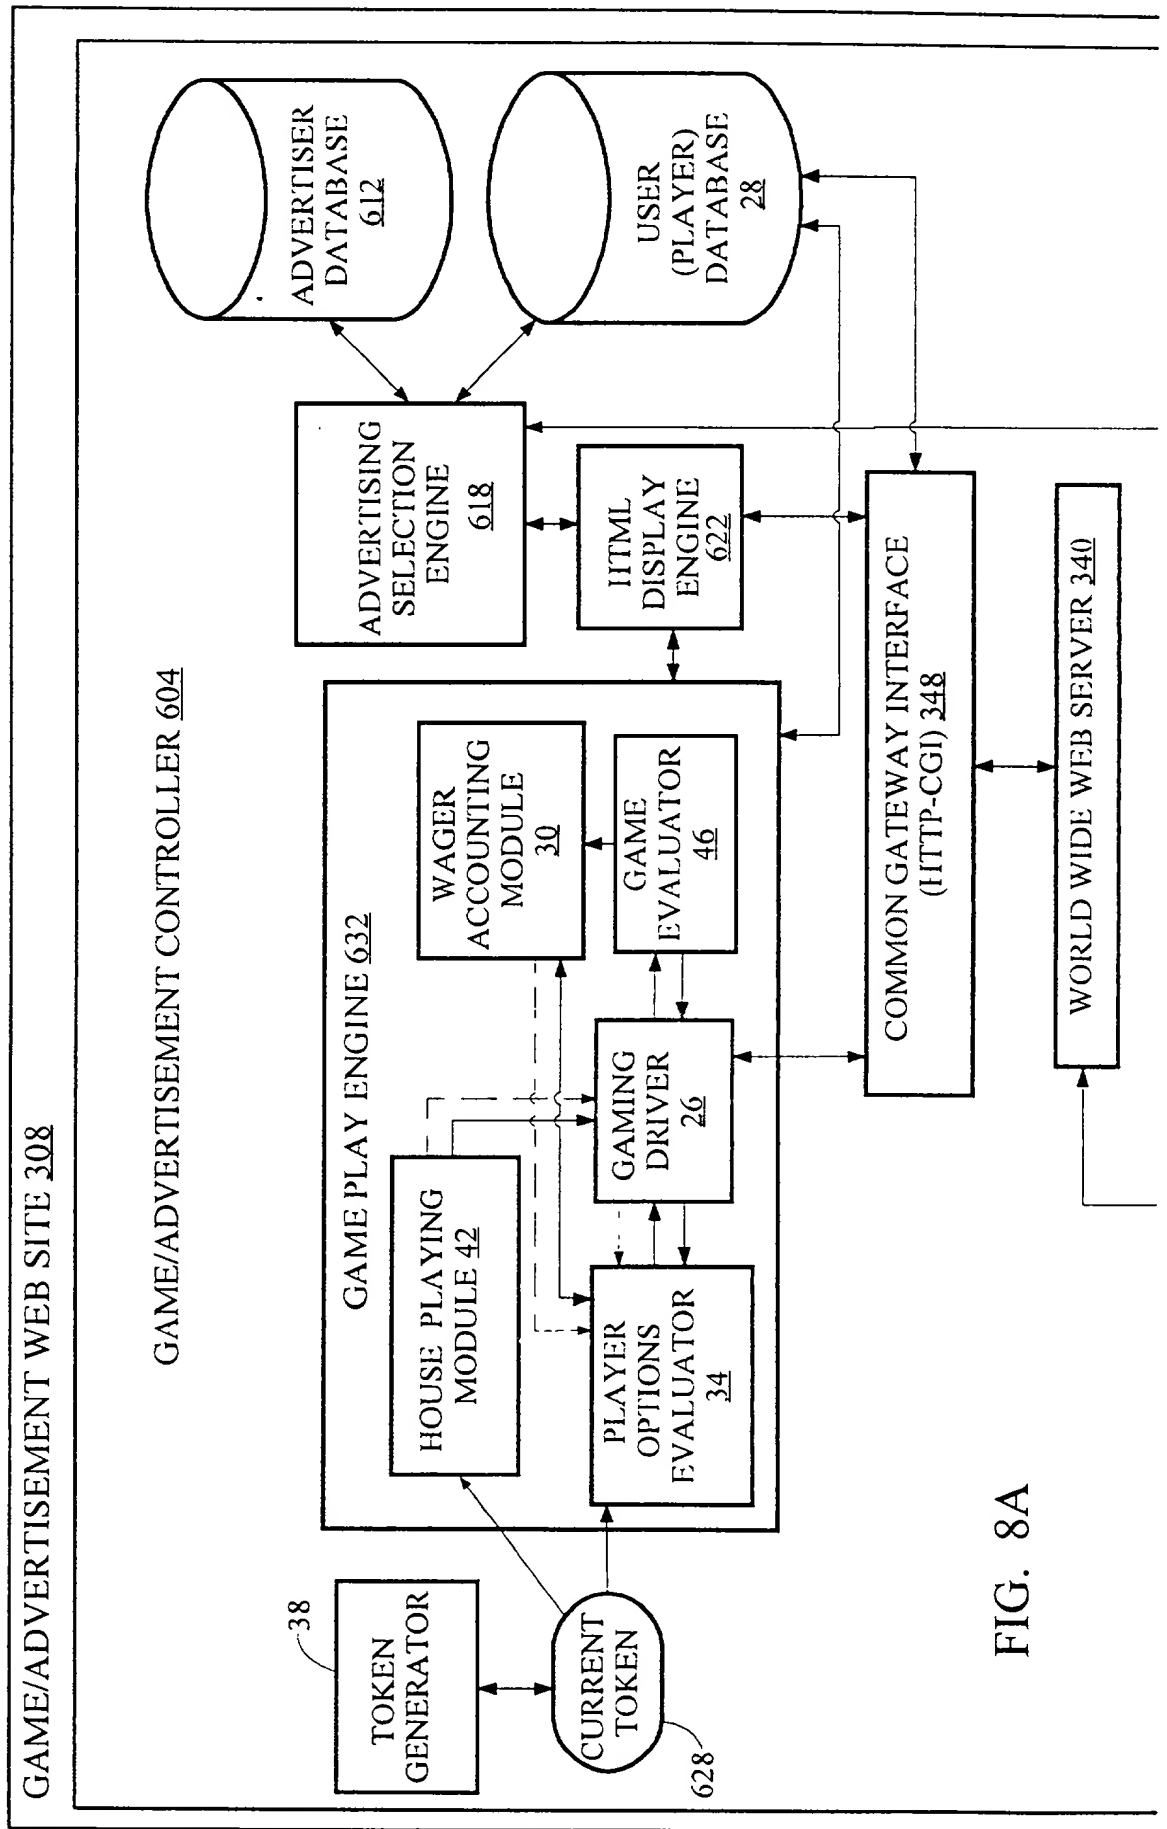 GAME/ADVERTISEMENT WEB SITE 308
GAME/ADVERTISEMENT CONTROLLER 604
38
TOKEN
GENERATOR
CURRENT
TOKEN
628
GAME PLAY ENGINE 632
HOUSE PLAYING
MODULE 42
WAGER
ACCOUNTING
MODULE
30
PLAYER
OPTIONS
EVALUATOR
34
GAMING
DRIVER
26
GAME
EVALUATOR
46
ADVERTISING
SELECTION
ENGINE
618
HTML
DISPLAY
ENGINE
622
ADVERTISER
DATABASE
612
USER
(PLAYER)
DATABASE
28
COMMON GATEWAY INTERFACE
(HTTP-CGI) 348
WORLD WIDE WEB SERVER 340
FIG. 8A